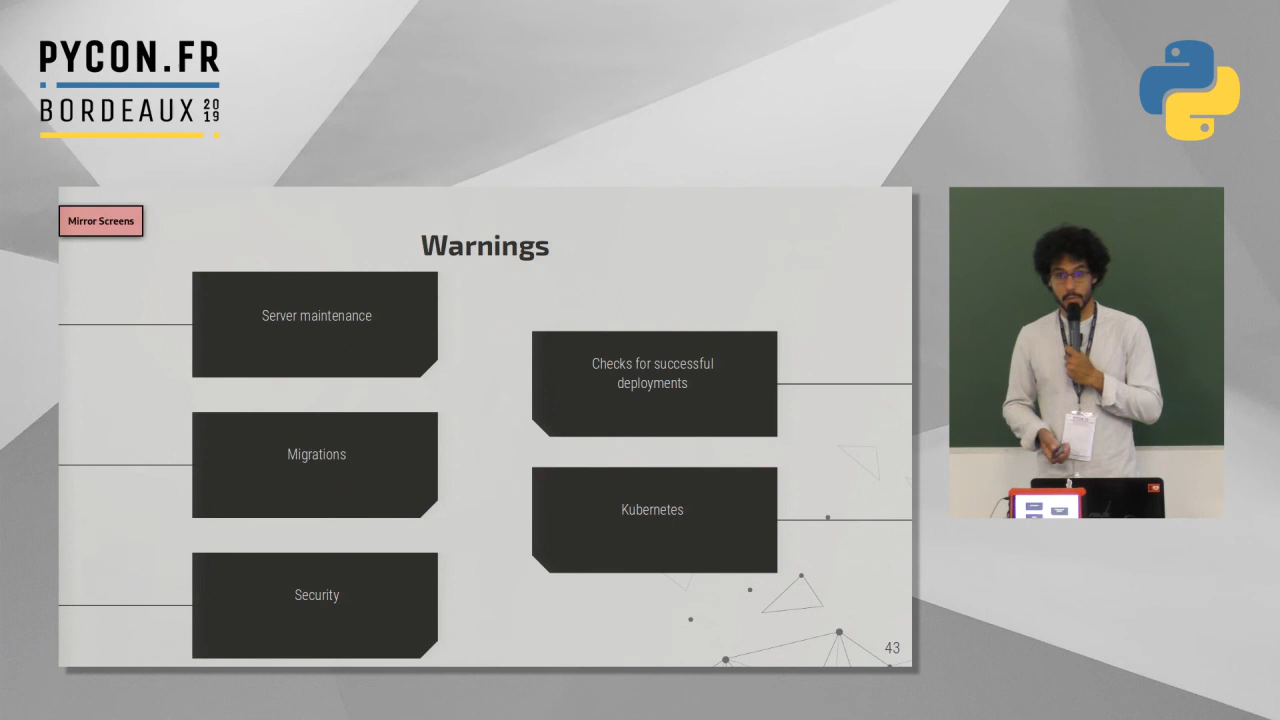 PYCON.FR
BORDEAUX 2019
Mirror Screens
Warnings
Server maintenance
Checks for successful
deployments
Migrations
Kubernetes
Security
43